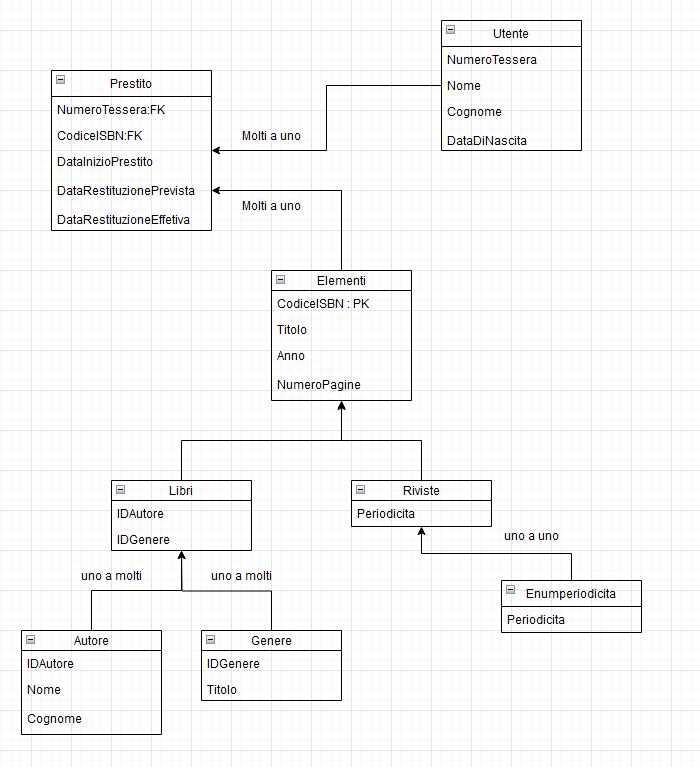 Utente
NumeroTessera
Nome
Cognome
DataDiNascita
Prestito
NumeroTessera:FK
CodiceISBN:FK
DataInizioPrestito
DataRestituzionePrevista
DataRestituzioneEffetiva
Molti a uno
Molti a uno
Elementi
CodiceISBN : PK
Titolo
Anno
NumeroPagine
Libri
IDAutore
IDGenere
Riviste
Periodicita
uno a uno
uno a molti
uno a molti
Enumperiodicita
Periodicita
Autore
IDAutore
Nome
Cognome
Genere
IDGenere
Titolo